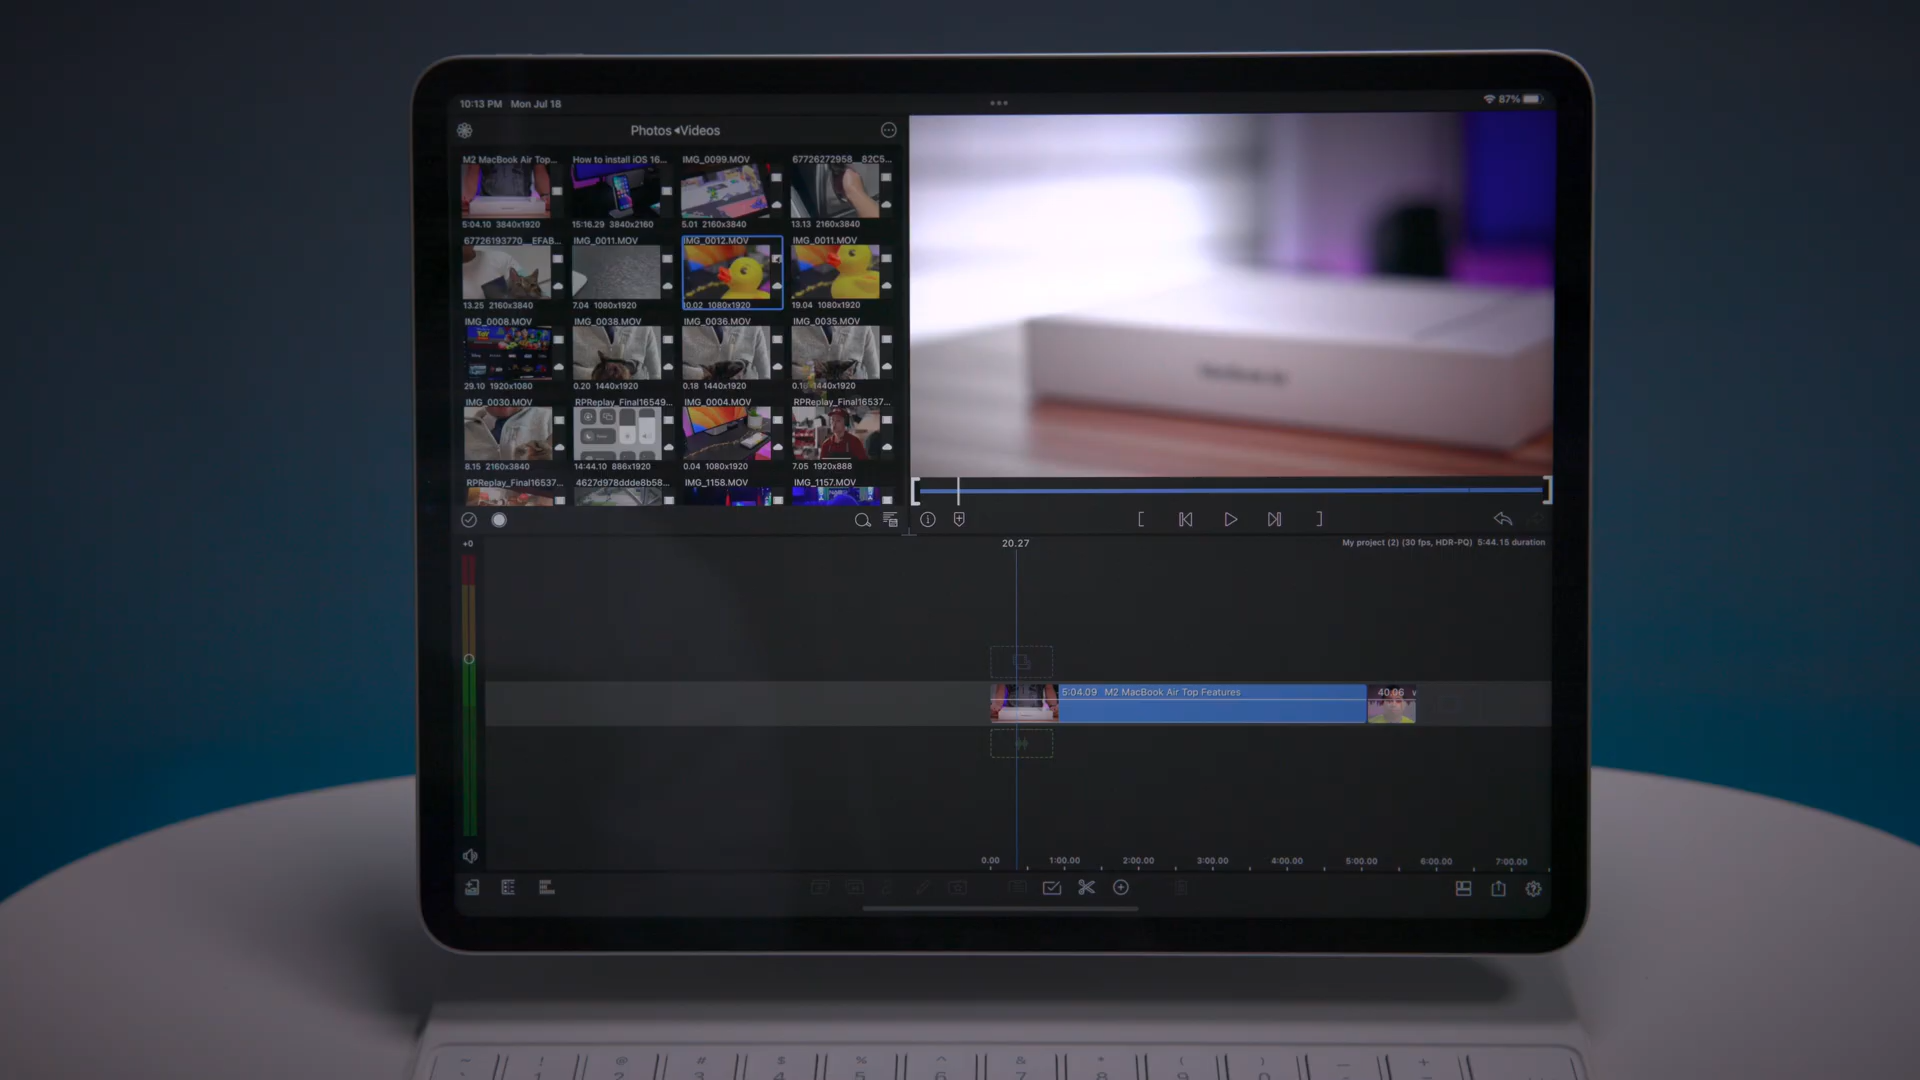 10:13 PM Mon Jul 18
87%
Photos Videos
M2 MacBook Air Top... How to install iOS 16... IMG_0099.MOV 67726272958__82C5...
5:04.10 3840x1920 15:16.29 3840x2160 5.01 2160x3840 13.13 2160x3840
67726193770__EFAB... IMG_0011.MOV IMG_0012.MOV IMG_0011.MOV
13.25 2160x3840 7.04 1080x1920 10.02 1080x1920 19.04 1080x1920
IMG_0008.MOV IMG_0038.MOV IMG_0036.MOV IMG_0035.MOV
29.10 1920x1080 0.20 1440x1920 0.18 1440x1920 0.16 1440x1920
IMG_0030.MOV RPReplay_Final16549... IMG_0004.MOV RPReplay_Final16537...
8.15 2160x3840 14:44.10 886x1920 0.04 1080x1920 7.05 1920x888
RPReplay_Final16537... 4627d978ddde8b58... IMG_1158.MOV IMG_1157.MOV
+0
20.27
My project (2) (30 fps, HDR-PQ) 5:44.15 duration
5:04.09 M2 MacBook Air Top Features
40.06
0.00 1:00.00 2:00.00 3:00.00 4:00.00 5:00.00 6:00.00 7:00.00
~ ! @ # $ % ^ & * ( ) — +